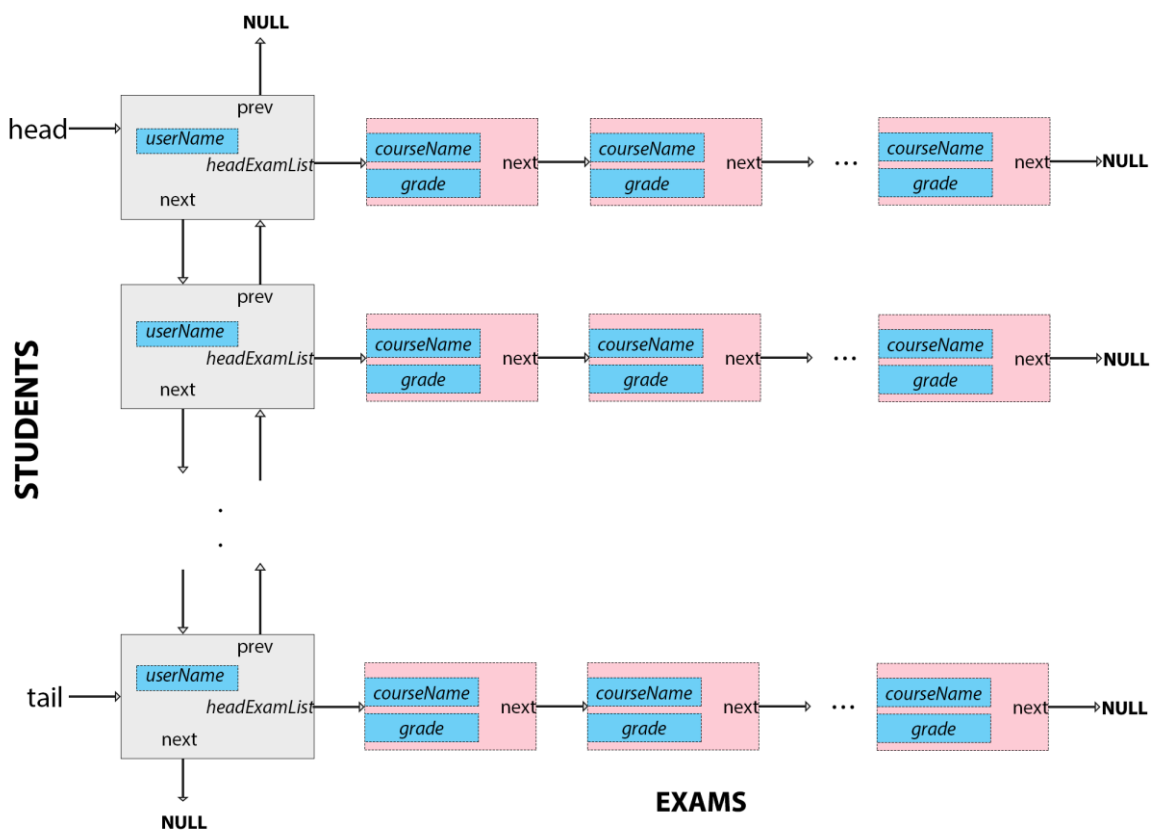 NULL
prev
head
userName
headExamList
next
courseName
grade
next
courseName
grade
next
...
courseName
grade
next
NULL
prev
userName
headExamList
next
courseName
grade
next
courseName
grade
next
...
courseName
grade
next
NULL
STUDENTS
.
.
prev
tail
userName
headExamList
next
courseName
grade
next
courseName
grade
next
...
courseName
grade
next
NULL
NULL
EXAMS